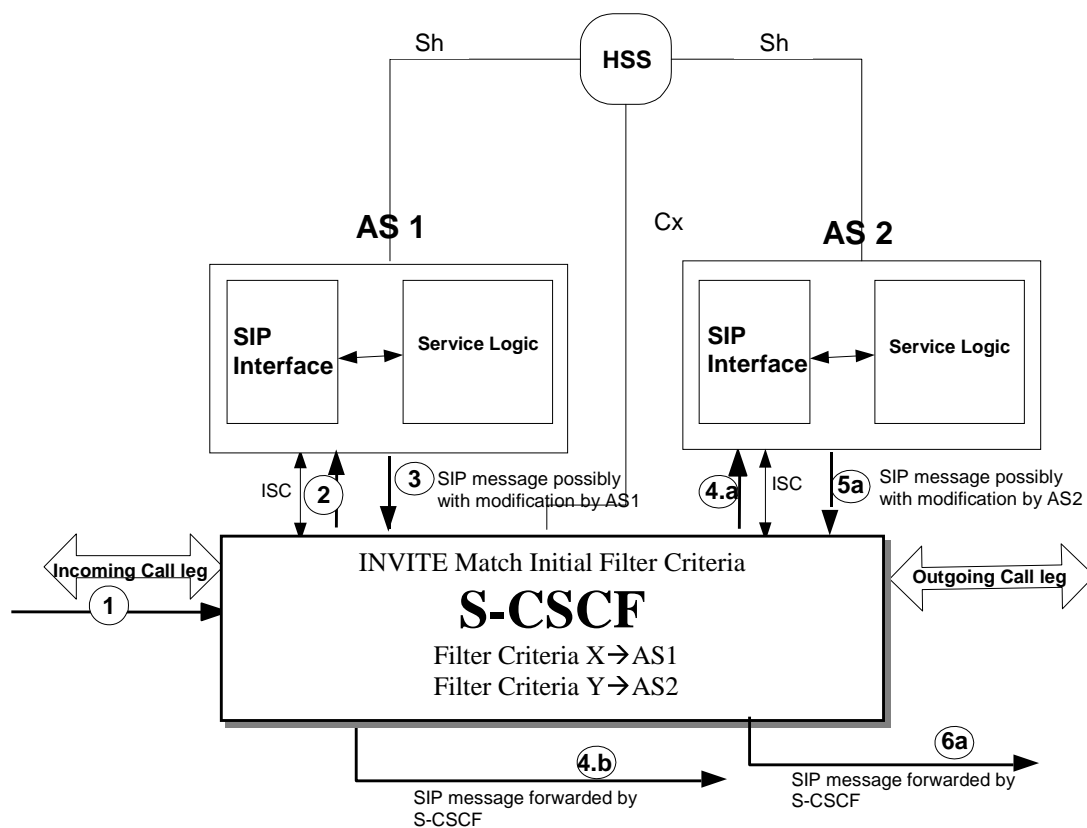 Sh
Sh
HSS
AS 1
Cx
AS 2
SIP
Interface
Service Logic
SIP
Interface
Service Logic
ISC
2
3
SIP message possibly
with modification by AS1
4.a
ISC
5a
SIP message possibly
with modification by AS2
Incoming Call leg
1
INVITE Match Initial Filter Criteria
S-CSCF
Filter Criteria X→AS1
Filter Criteria Y→AS2
Outgoing Call leg
4.b
SIP message forwarded by
S-CSCF
6a
SIP message forwarded by
S-CSCF